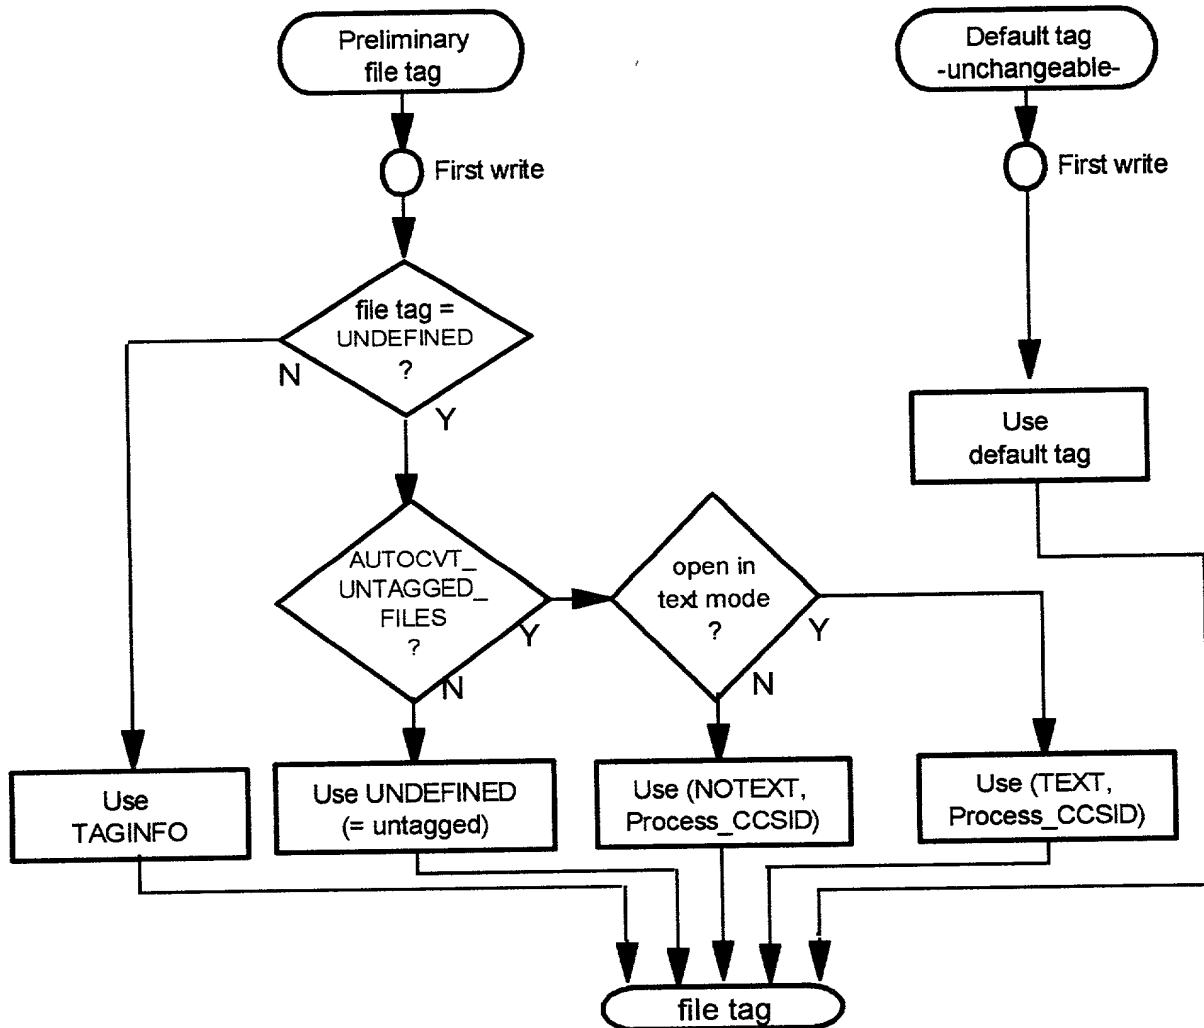 Preliminary
file tag
Default tag
-unchangeable-
First write
First write
file tag =
UNDEFINED
?
N
Y
Use
default tag
AUTOCVT_
UNTAGGED_
FILES
?
Y
N
open in
text mode
?
Y
N
Use
TAGINFO
Use UNDEFINED
(= untagged)
Use (NOTEXT,
Process_CCSID)
Use (TEXT,
Process_CCSID)
file tag